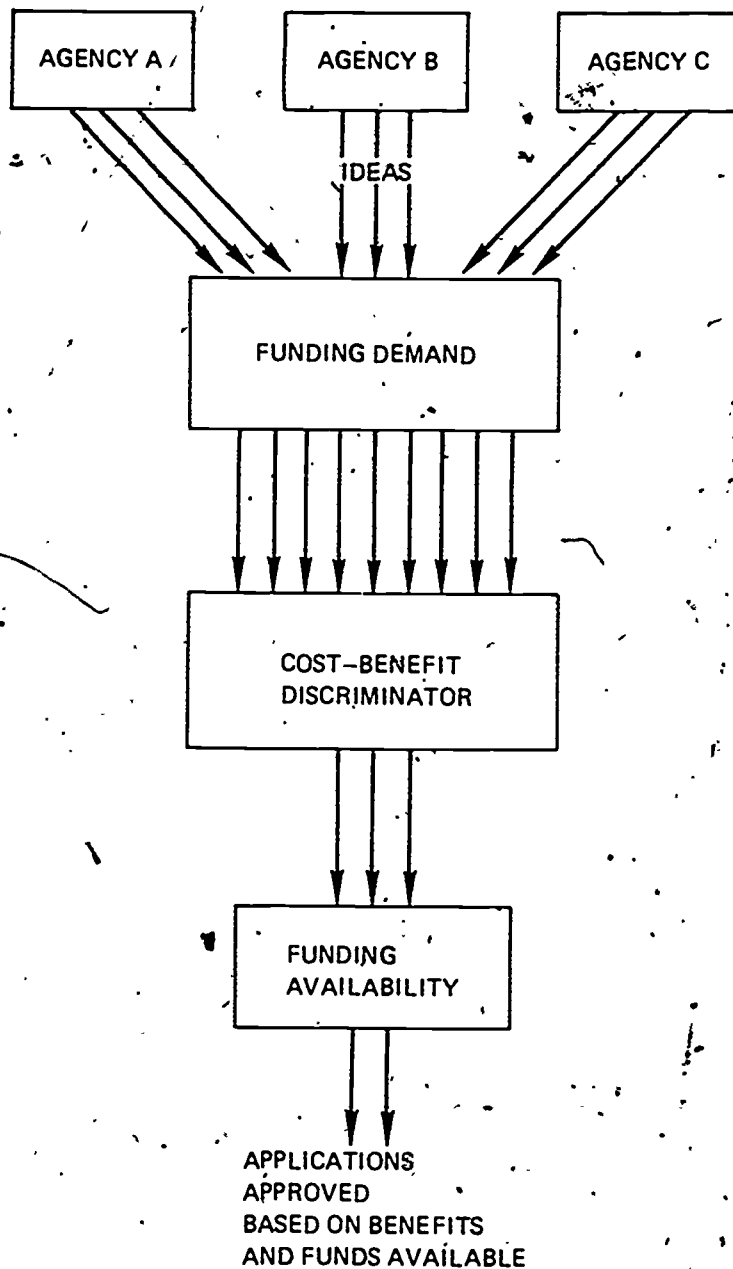 AGENCY A
AGENCY B
AGENCY C
IDEAS
FUNDING DEMAND
COST-BENEFIT
DISCRIMINATOR
FUNDING
AVAILABILITY
APPLICATIONS
APPROVED
BASED ON BENEFITS
AND FUNDS AVAILABLE